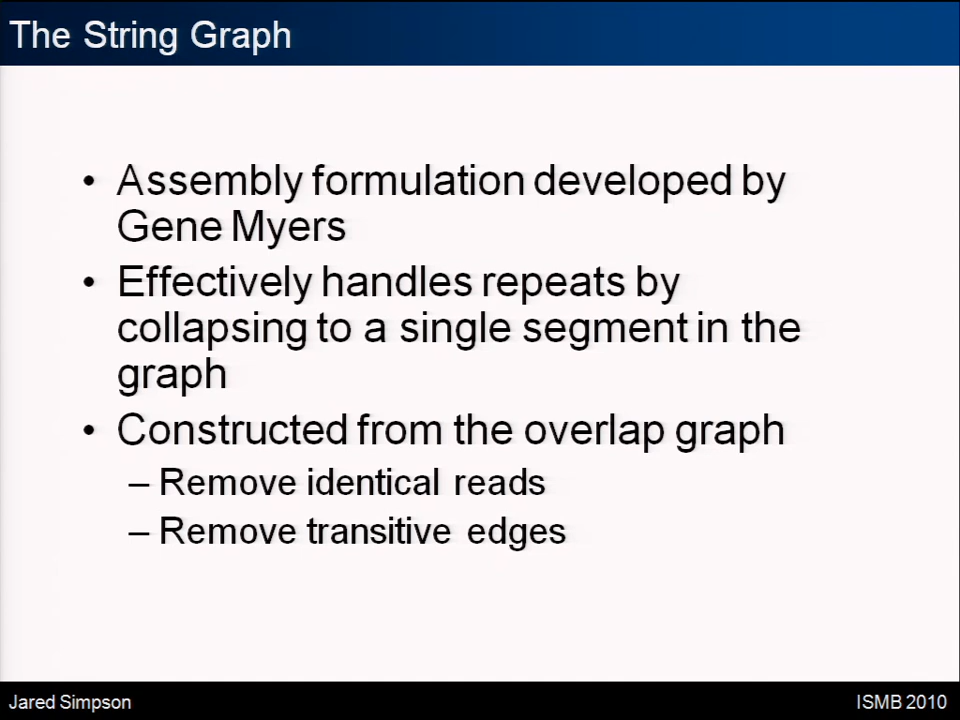 The String Graph
• Assembly formulation developed by
Gene Myers
• Effectively handles repeats by
collapsing to a single segment in the
graph
• Constructed from the overlap graph
– Remove identical reads
– Remove transitive edges
Jared Simpson
ISMB 2010